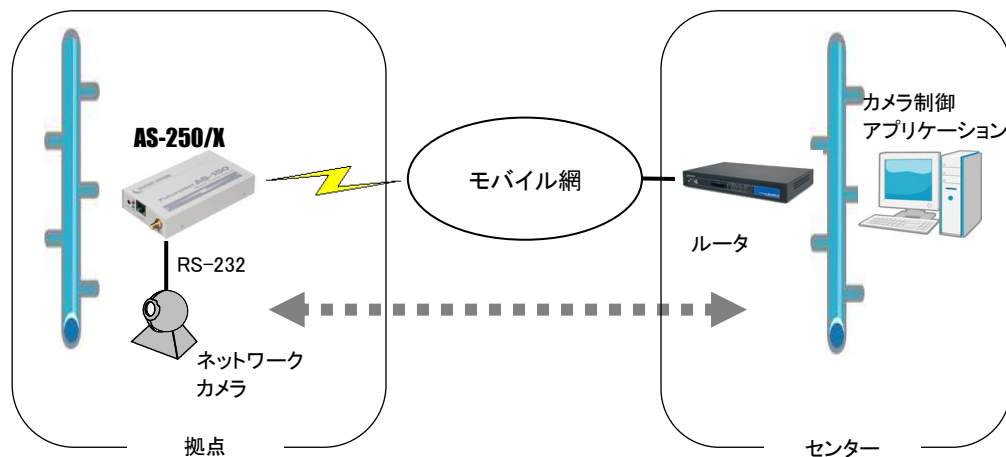 AS-250/X
RS-232
ネットワーク
カメラ
拠点
モバイル網
ルータ
カメラ制御
アプリケーション
センター